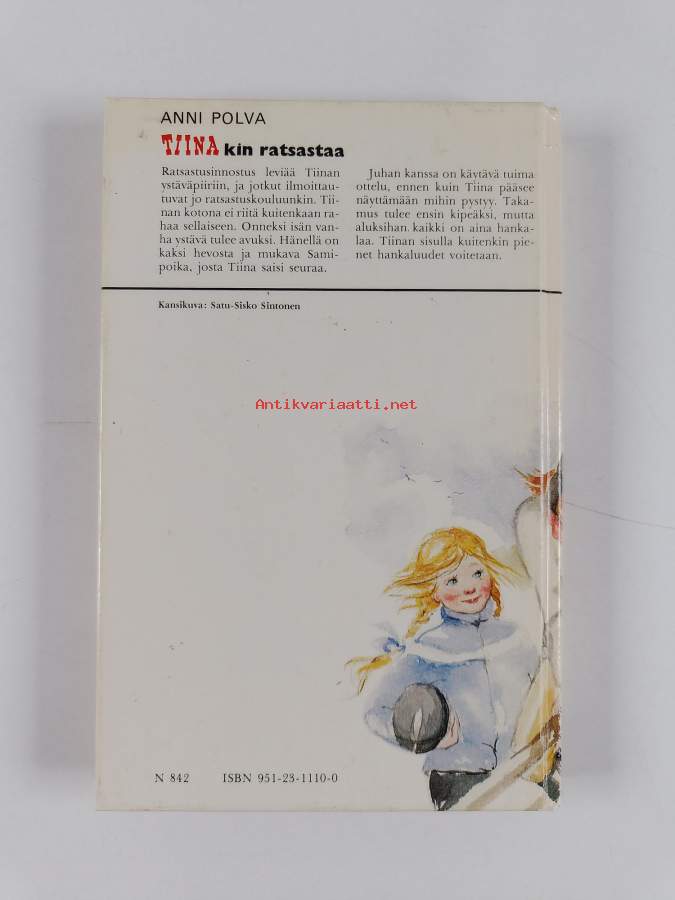 ANNI POLVA
TIINA kin ratsastaa
Ratsastusinnostus leviää Tiinan
ystäväpiiriin, ja jotkut ilmoittau-
tuvat jo ratsastuskouluunkin. Tii-
nan kotona ei riitä kuitenkaan ra-
haa sellaiseen. Onneksi isän van-
ha ystävä tulee avuksi. Hänellä on
kaksi hevosta ja mukava Sami-
poika, josta Tiina saisi seuraa.
Juhan kanssa on käytävä tuima
ottelu, ennen kuin Tiina pääsee
näyttämään mihin pystyy. Taka-
mus tulee ensin kipeäksi, mutta
aluksihan kaikki on aina hanka-
laa. Tiinan sisulla kuitenkin pie-
net hankaluudet voitetaan.
Kansikuva: Satu-Sisko Sintonen
Antikvariaatti.net
N 842 ISBN 951-23-1110-0